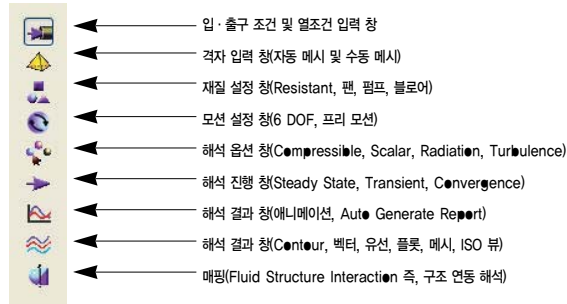 입 · 출구 조건 및 열조건 입력 창
격자 입력 창(자동 메시 및 수동 메시)
재질 설정 창(Resistant, 팬, 펌프, 블로어)
모션 설정 창(6 DOF, 프리 모션)
해석 옵션 창(Compressible, Scalar, Radiation, Turbulence)
해석 진행 창(Steady State, Transient, Convergence)
해석 결과 창(애니메이션, Auto Generate Report)
해석 결과 창(Contour, 벡터, 유선, 플롯, 메시, ISO 뷰)
매핑(Fluid Structure Interaction 즉, 구조 연동 해석)